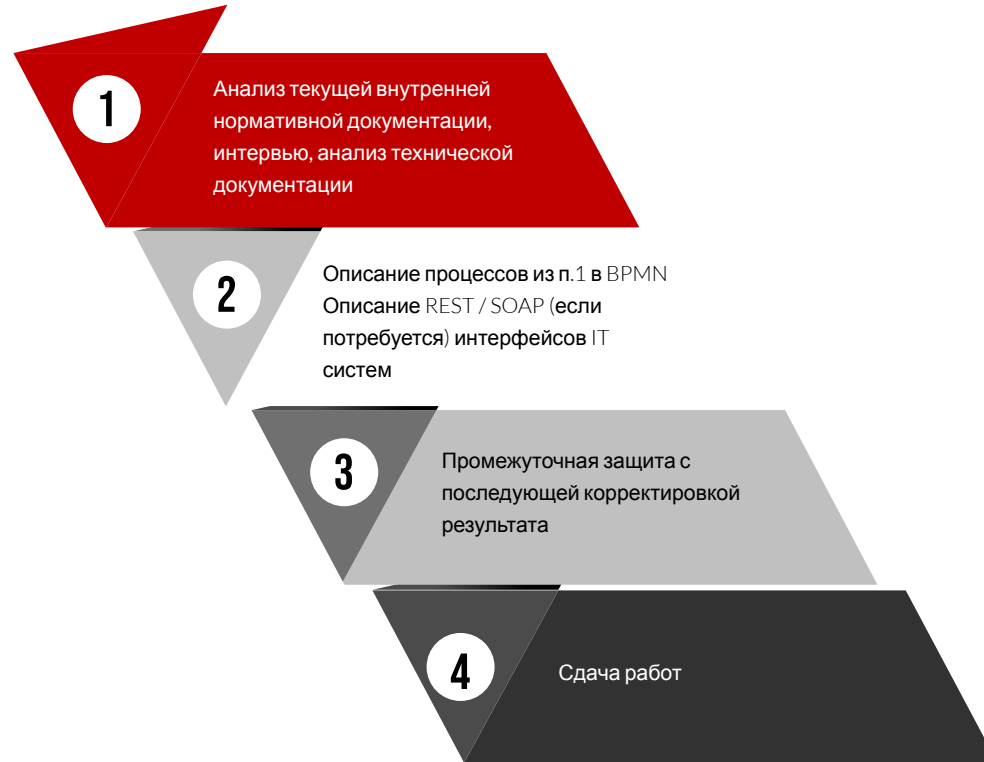 1
Анализ текущей внутренней
нормативной документации,
интервью, анализ технической
документации
2
Описание процессов из п.1 в BPMN
Описание REST / SOAP (если
потребуется) интерфейсов IT
систем
3
Промежуточная защита с
последующей корректировкой
результата
4
Сдача работ